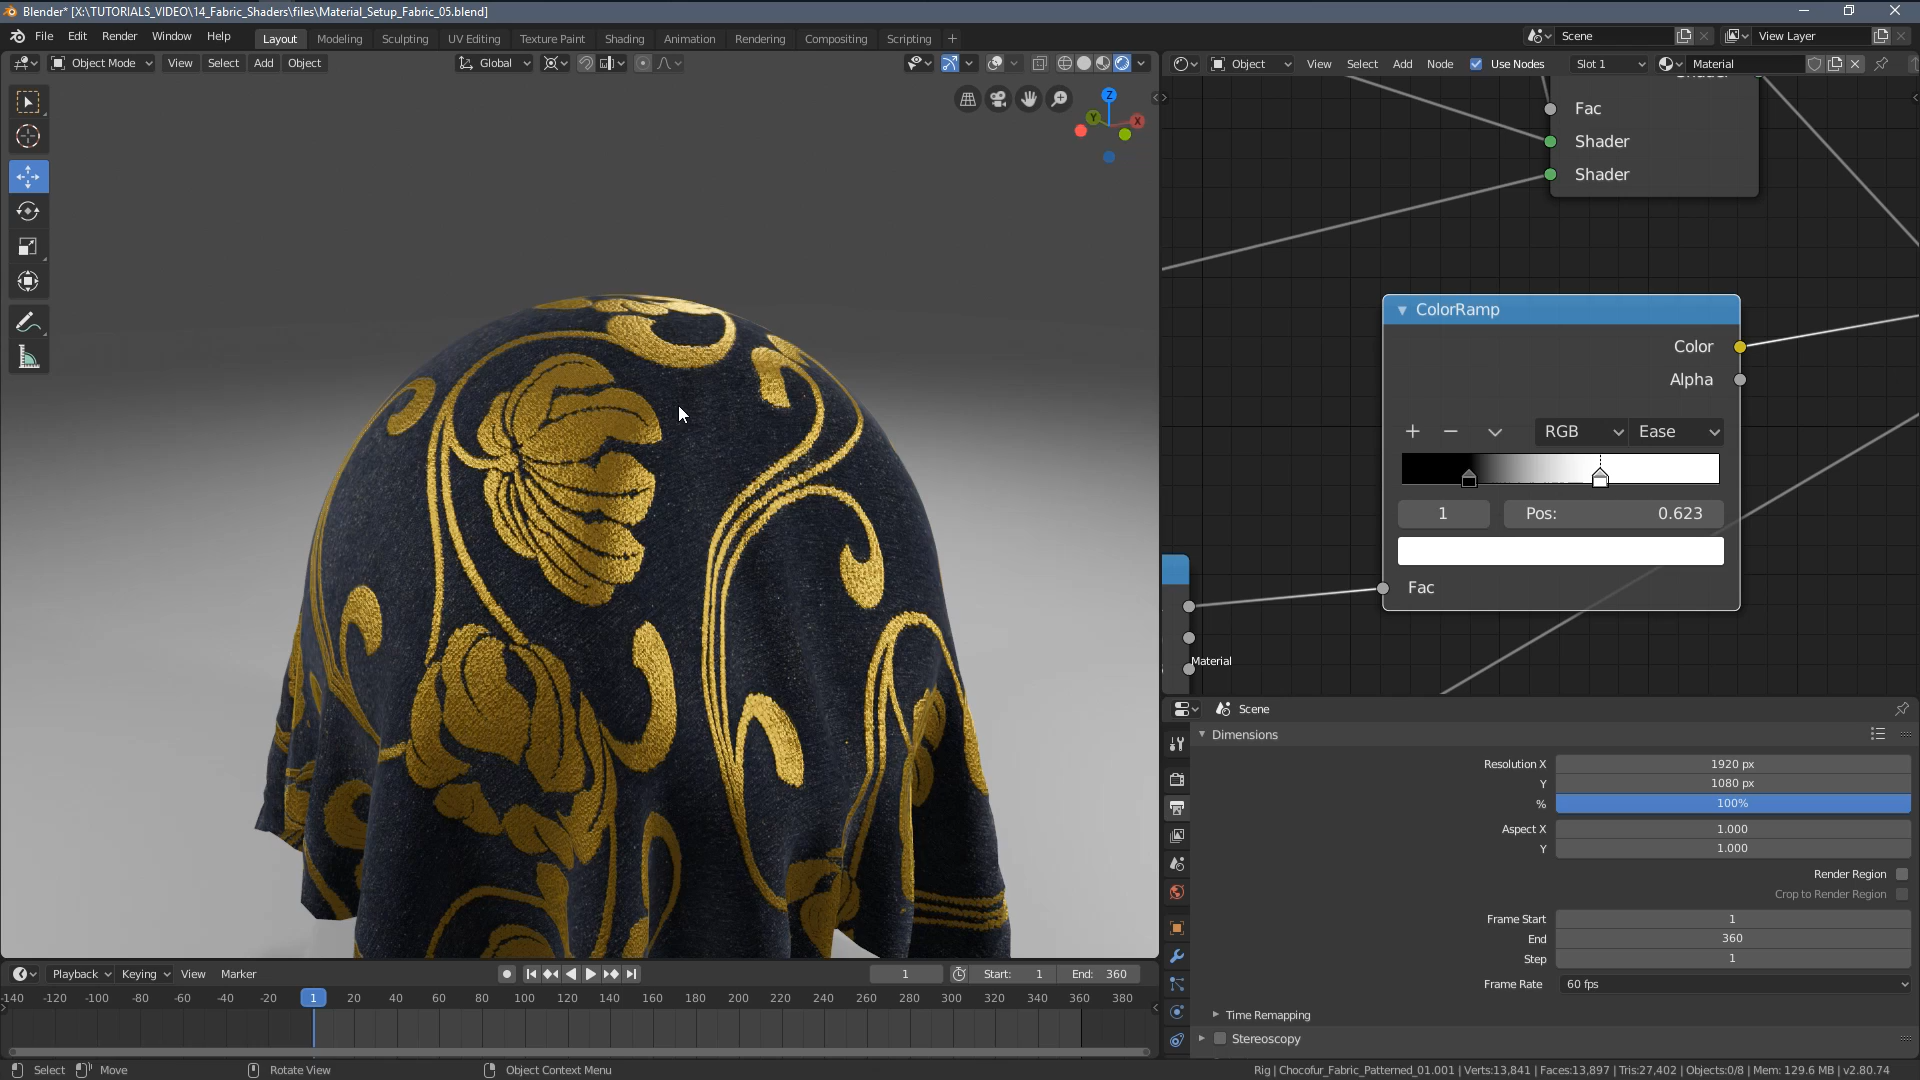 Blender* [X:\TUTORIALS_VIDEO\14_Fabric_Shaders\files\Material_Setup_Fabric_05.blend]
File Edit Render Window Help Layout Modeling Sculpting UV Editing Texture Paint Shading Animation Rendering Compositing Scripting + Scene View Layer
Object Mode View Select Add Object Global Object View Select Add Node Use Nodes Slot 1 Material
Z
Y X
Fac
Shader
Shader
ColorRamp
Color
Alpha
RGB Ease
1 Pos: 0.623
Fac
Material
Scene
Dimensions
Resolution X 1920 px
Y 1080 px
% 100%
Aspect X 1.000
Y 1.000
Render Region
Crop to Render Region
Frame Start 1
End 360
Step 1
Frame Rate 60 fps
Time Remapping
Stereoscopy
Playback Keying View Marker 1 Start: 1 End: 360
-140 -120 -100 -80 -60 -40 -20 1 20 40 60 80 100 120 140 160 180 200 220 240 260 280 300 320 340 360 380
Select Move Rotate View Object Context Menu Rig | Chocofur_Fabric_Patterned_01.001 | Verts:13,841 | Faces:13,897 | Tris:27,402 | Objects:0/8 | Mem: 129.6 MB | v2.80.74